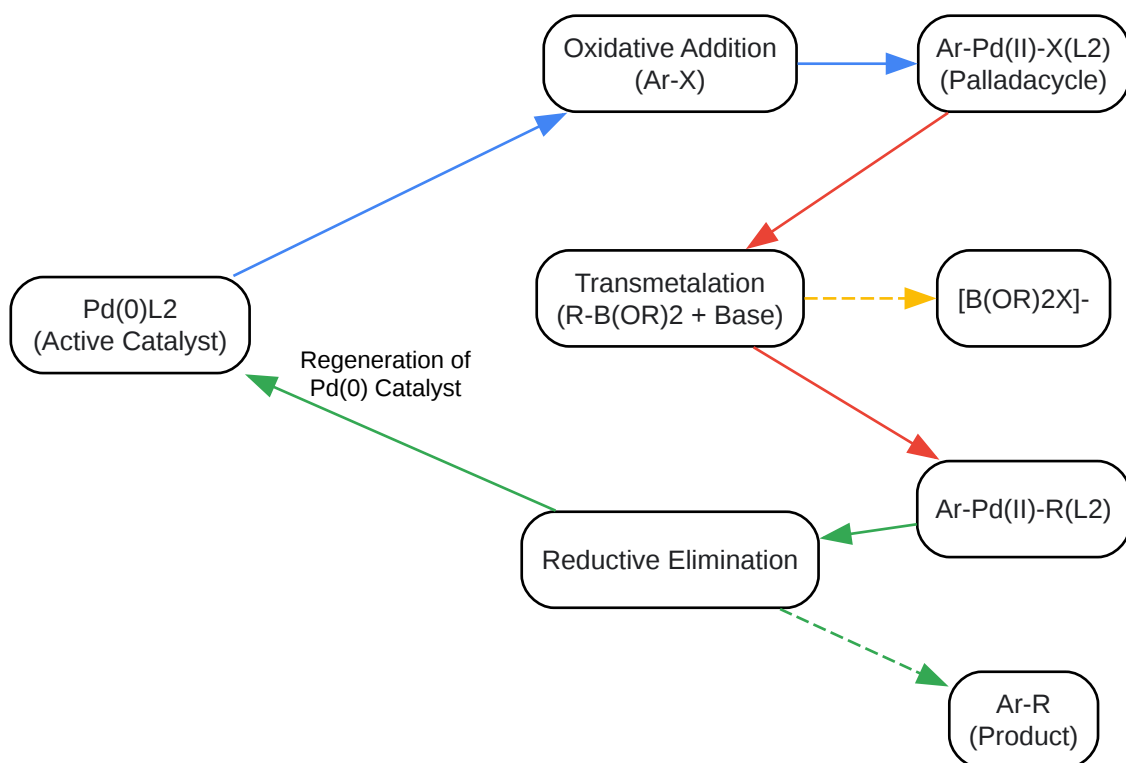 Oxidative Addition
(Ar-X)
Ar-Pd(II)-X(L2)
(Palladacycle)
Transmetalation
(R-B(OR)2 + Base)
[B(OR)2X]-
Pd(0)L2
(Active Catalyst)
Regeneration of
Pd(0) Catalyst
Ar-Pd(II)-R(L2)
Reductive Elimination
Ar-R
(Product)